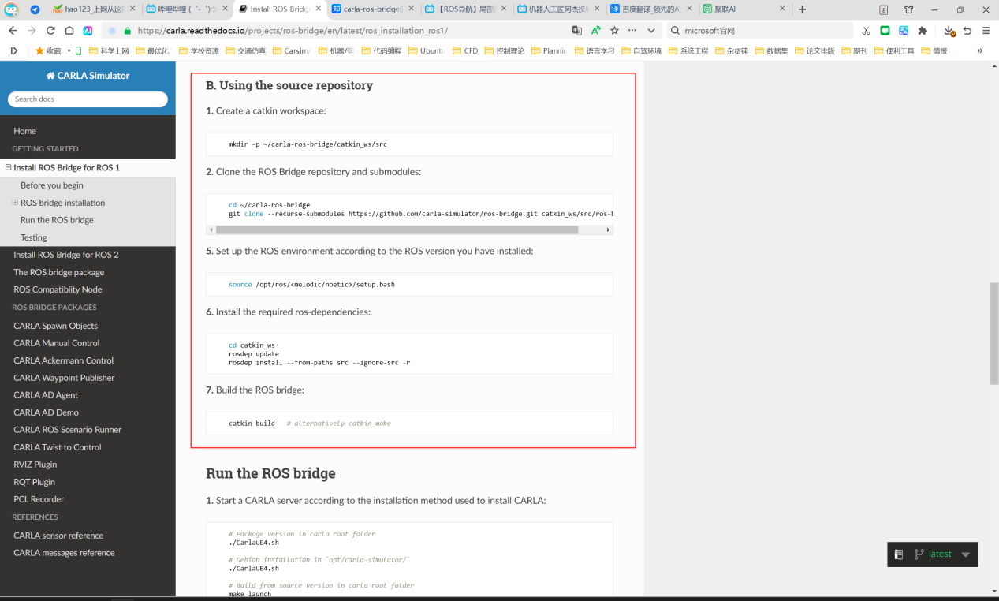 hao123_上网从这
哔哩哔哩 (゜-゜)つ
Install ROS Bridge
carla-ros-bridge
【ROS导航】局部
机器人工匠阿杰投
百度翻译_领先的AI
聚联AI
8
https://carla.readthedocs.io/projects/ros-bridge/en/latest/ros_installation_ros1/
microsoft官网
收藏
科学上网
最优化/
学校资源
交通仿真
Carsim/
机器/强
代码编程
Ubuntu
CFD
控制理论
Plannin
语言学习
自驾环境
系统工程
杂货铺
数据集
论文排版
期刊
便利工具
情报
CARLA Simulator
Search docs
Home
GETTING STARTED
Install ROS Bridge for ROS 1
Before you begin
ROS bridge installation
Run the ROS bridge
Testing
Install ROS Bridge for ROS 2
The ROS bridge package
ROS Compatiblity Node
ROS BRIDGE PACKAGES
CARLA Spawn Objects
CARLA Manual Control
CARLA Ackermann Control
CARLA Waypoint Publisher
CARLA AD Agent
CARLA AD Demo
CARLA ROS Scenario Runner
CARLA Twist to Control
RVIZ Plugin
RQT Plugin
PCL Recorder
REFERENCES
CARLA sensor reference
CARLA messages reference
B. Using the source repository
1. Create a catkin workspace:
mkdir -p ~/carla-ros-bridge/catkin_ws/src
2. Clone the ROS Bridge repository and submodules:
cd ~/carla-ros-bridge
git clone --recurse-submodules https://github.com/carla-simulator/ros-bridge.git catkin_ws/src/ros-b
5. Set up the ROS environment according to the ROS version you have installed:
source /opt/ros/<melodic/noetic>/setup.bash
6. Install the required ros-dependencies:
cd catkin_ws
rosdep update
rosdep install --from-paths src --ignore-src -r
7. Build the ROS bridge:
catkin build   # alternatively catkin_make
Run the ROS bridge
1. Start a CARLA server according to the installation method used to install CARLA:
# Package version in carla root folder
./CarlaUE4.sh
# Debian installation in `opt/carla-simulator/`
./CarlaUE4.sh
# Build from source version in carla root folder
make launch
latest